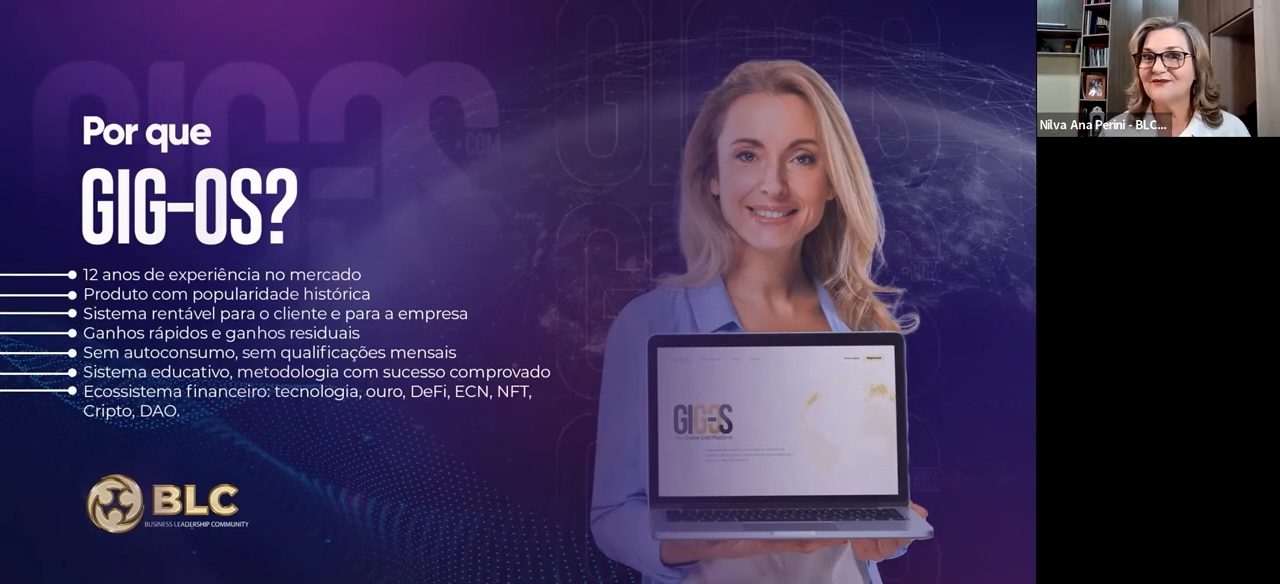 Por que
GIG-OS?
12 anos de experiência no mercado
Produto com popularidade histórica
Sistema rentável para o cliente e para a empresa
Ganhos rápidos e ganhos residuais
Sem autoconsumo, sem qualificações mensais
Sistema educativo, metodologia com sucesso comprovado
Ecossistema financeiro: tecnologia, ouro, DeFi, ECN, NFT,
Cripto, DAO.
BLC
BUSINESS LEADERSHIP COMMUNITY
GIG-OS
Nilva Ana Perini - BLC...